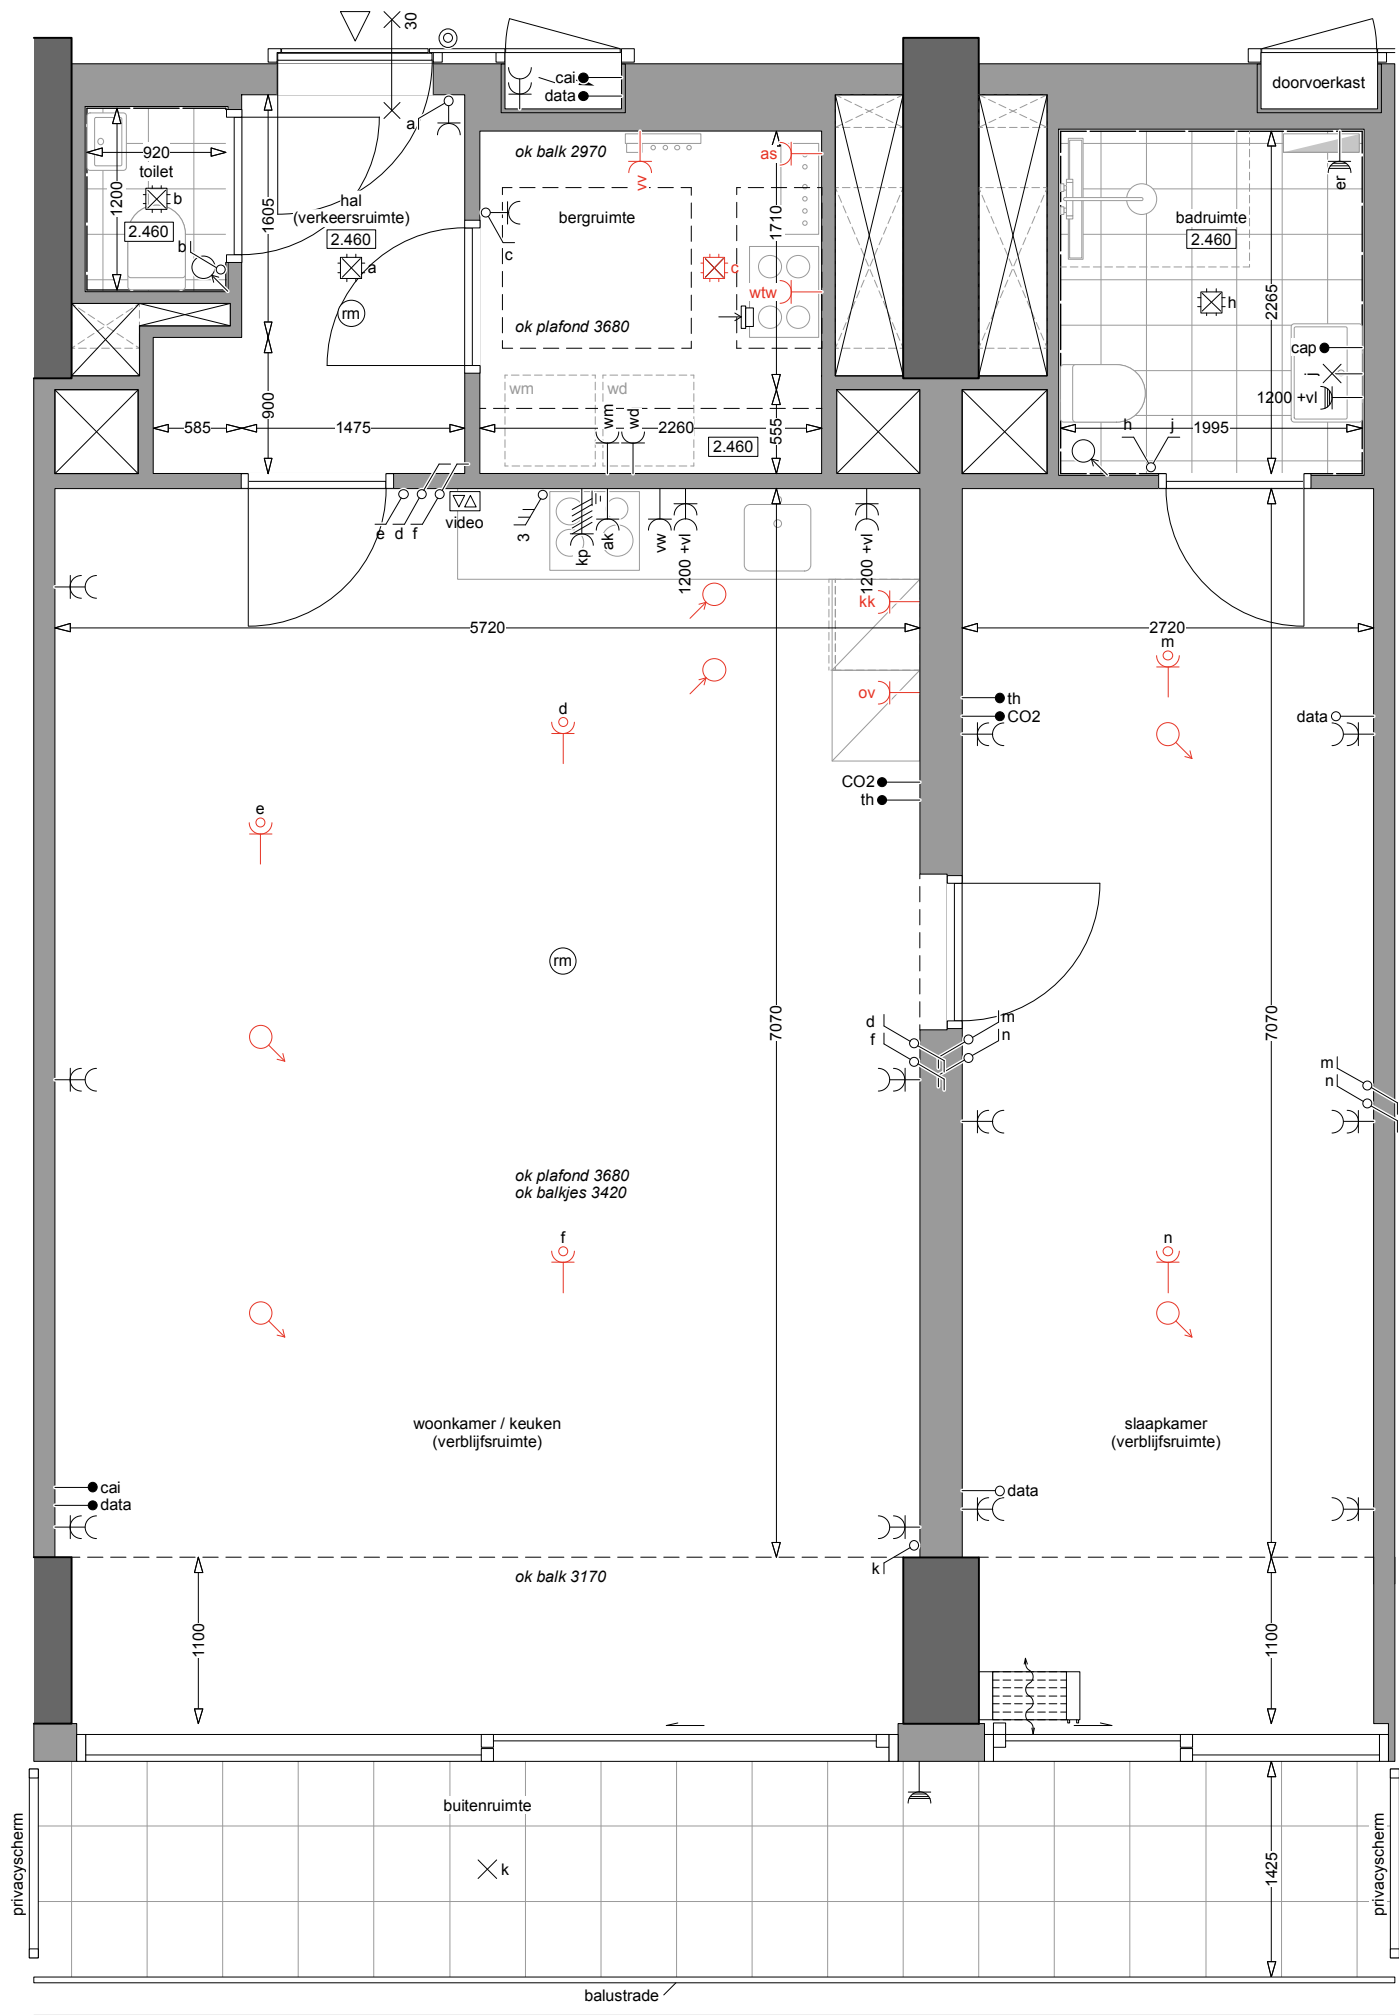 30
cai
data
doorvoerkast
a
920
toilet
1200
b
2.460
b
1605
hal
(verkeersruimte)
2.460
a
rm
ok balk 2970
vv
as
1710
bergruimte
c
c
wtw
ok plafond 3680
er
badruimte
2.460
2265
h
cap
j
1200 +vl
h
j
1995
900
585
1475
wm
wd
wm
wd
2260
2.460
555
e
d
f
video
3
kp
ak
vw
1200 +vl
1200 +vl
kk
5720
2720
m
ov
th
CO2
data
d
CO2
th
e
rm
7070
7070
d
f
m
n
m
n
ok plafond 3680
ok balkjes 3420
f
n
woonkamer / keuken
(verblijfsruimte)
slaapkamer
(verblijfsruimte)
cai
data
data
k
ok balk 3170
1100
1100
buitenruimte
k
privacyscherm
privacyscherm
1425
balustrade